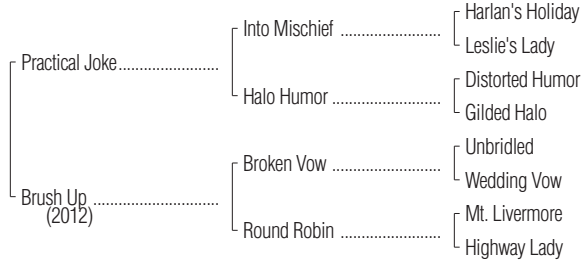 Harlan's Holiday
Into Mischief ....................
Leslie's Lady
Practical Joke....................
Distorted Humor
Halo Humor ......................
Gilded Halo
Unbridled
Broken Vow ......................
Wedding Vow
Brush Up .........................
(2012)
Mt. Livermore
Round Robin ....................
Highway Lady